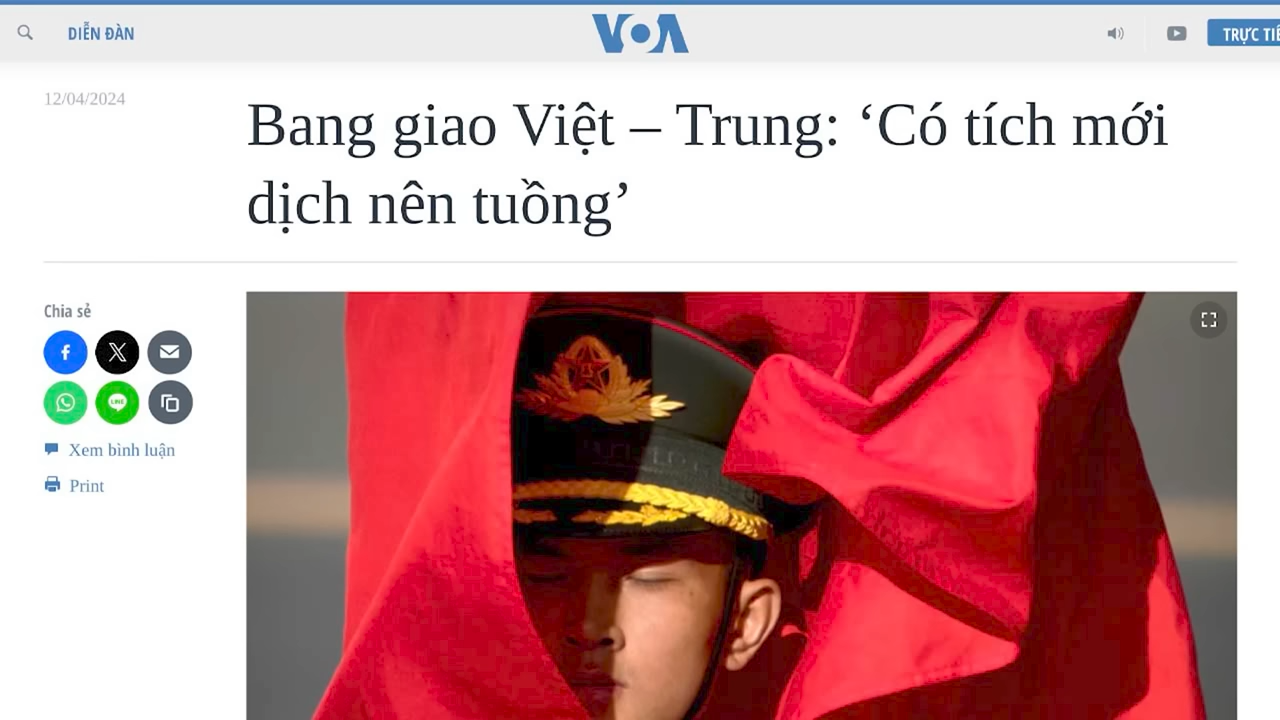 DIỄN ĐÀN
VOA
TRỰC TIẾ
12/04/2024
Bang giao Việt – Trung: ‘Có tích mới
dịch nên tuồng’
Chia sẻ
LINE
Xem bình luận
Print